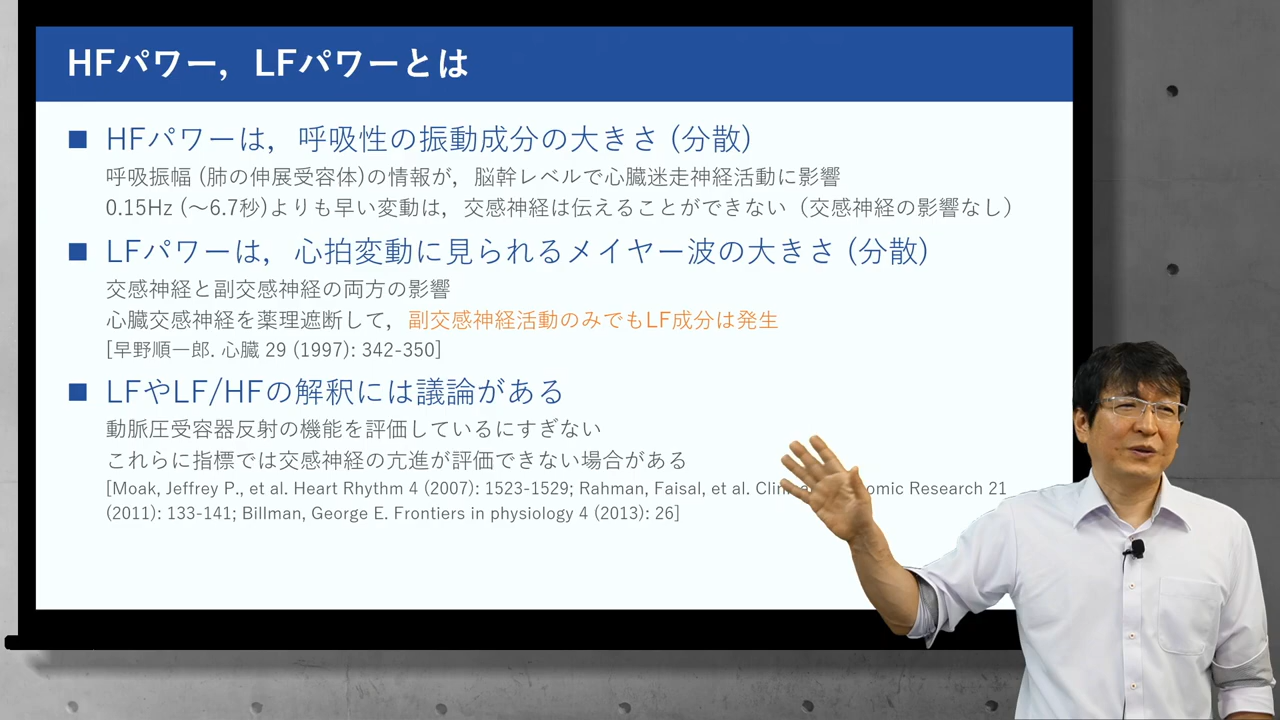 HFパワー，LFパワーとは
■ HFパワーは，呼吸性の振動成分の大きさ (分散)
呼吸振幅 (肺の伸展受容体)の情報が，脳幹レベルで心臓迷走神経活動に影響
0.15Hz (～6.7秒)よりも早い変動は，交感神経は伝えることができない（交感神経の影響なし）
■ LFパワーは，心拍変動に見られるメイヤー波の大きさ (分散)
交感神経と副交感神経の両方の影響
心臓交感神経を薬理遮断して，副交感神経活動のみでもLF成分は発生
[早野順一郎. 心臓 29 (1997): 342-350]
■ LFやLF/HFの解釈には議論がある
動脈圧受容器反射の機能を評価しているにすぎない
これらに指標では交感神経の亢進が評価できない場合がある
[Moak, Jeffrey P., et al. Heart Rhythm 4 (2007): 1523-1529; Rahman, Faisal, et al. Research 21
(2011): 133-141; Billman, George E. Frontiers in physiology 4 (2013): 26]